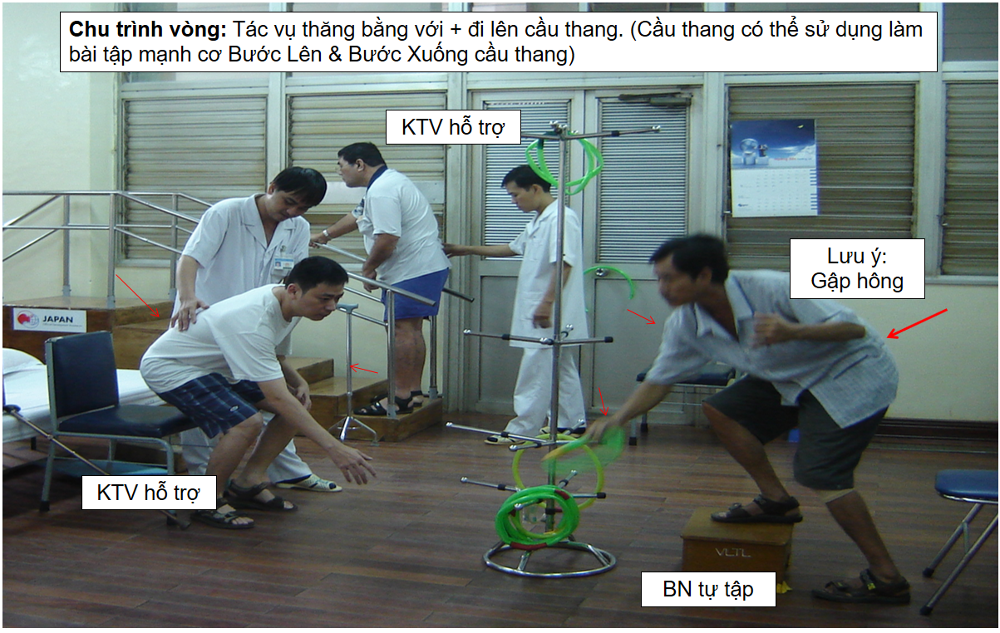 Chu trình vòng: Tác vụ thăng bằng với + đi lên cầu thang. (Cầu thang có thể sử dụng làm
bài tập mạnh cơ Bước Lên & Bước Xuống cầu thang)
KTV hỗ trợ
Lưu ý:
Gập hông
JAPAN
KTV hỗ trợ
VLTL
BN tự tập